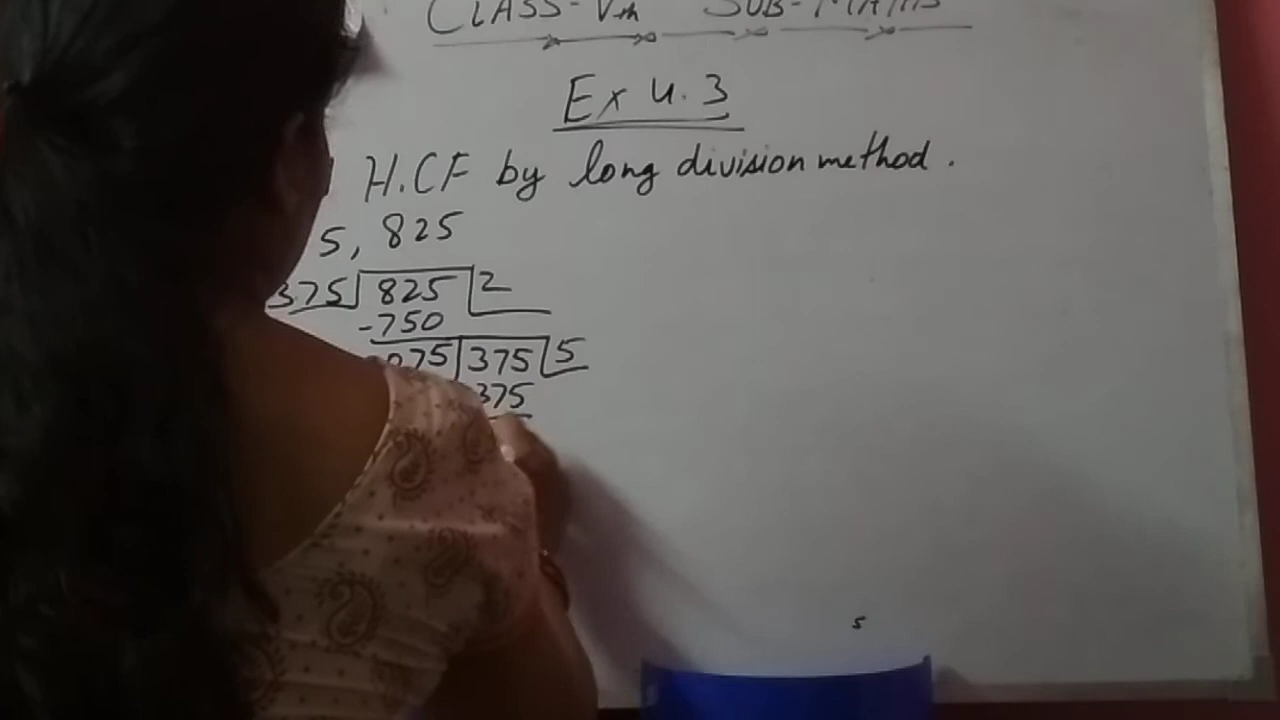 CLASS-Vth SUB-MATHS
Ex 4.3
H.CF by long division method.
5, 825
375 825 2
-750
075 375 5
375
5